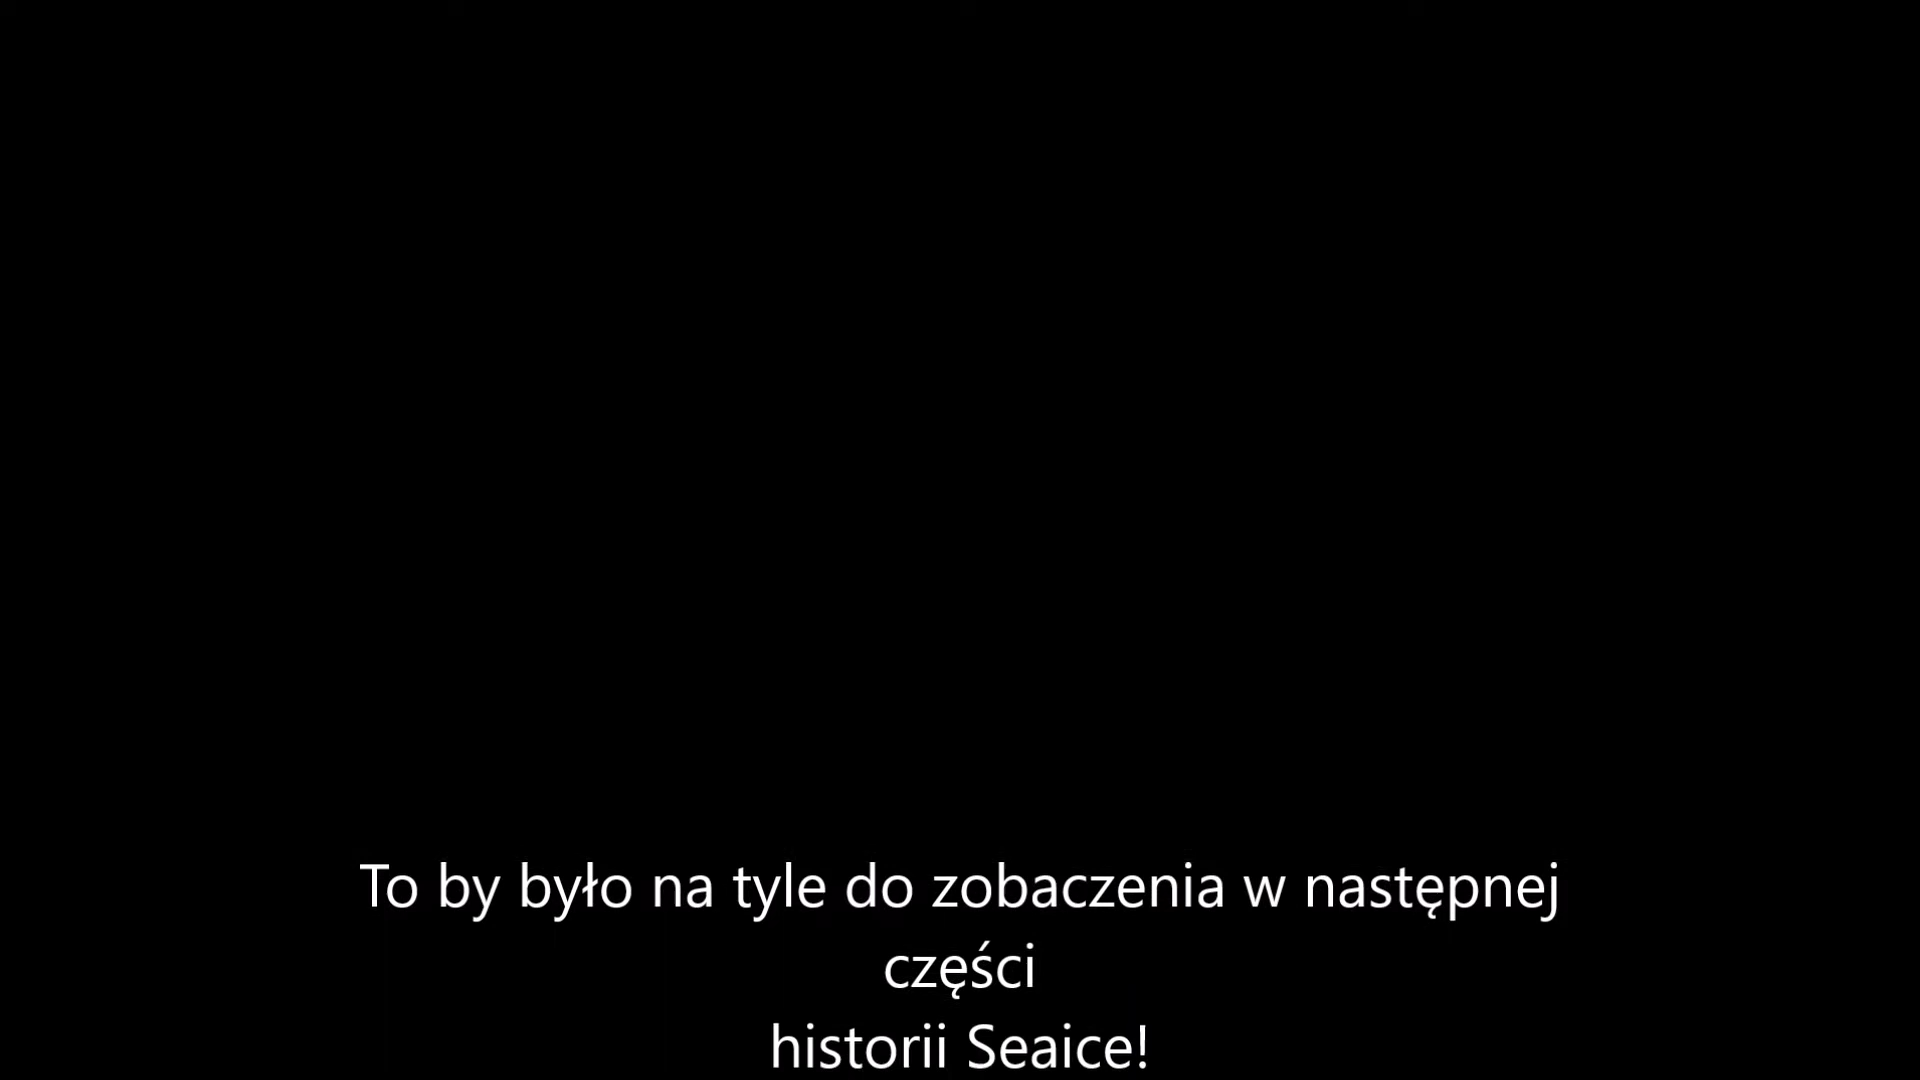 To by było na tyle do zobaczenia w następnej
części
historii Seaice!